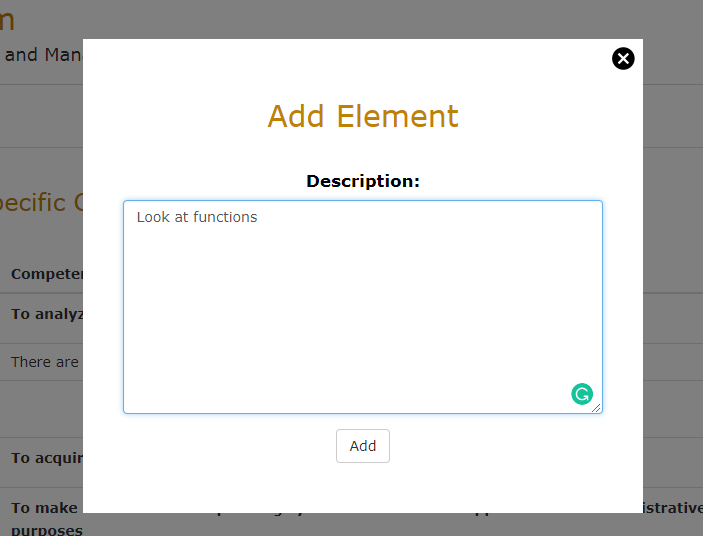 and Man
Add Element
Description:
Look at functions
Add
ecific
Competen
To analyz
There are
To acquir
To make
istrative
purposes